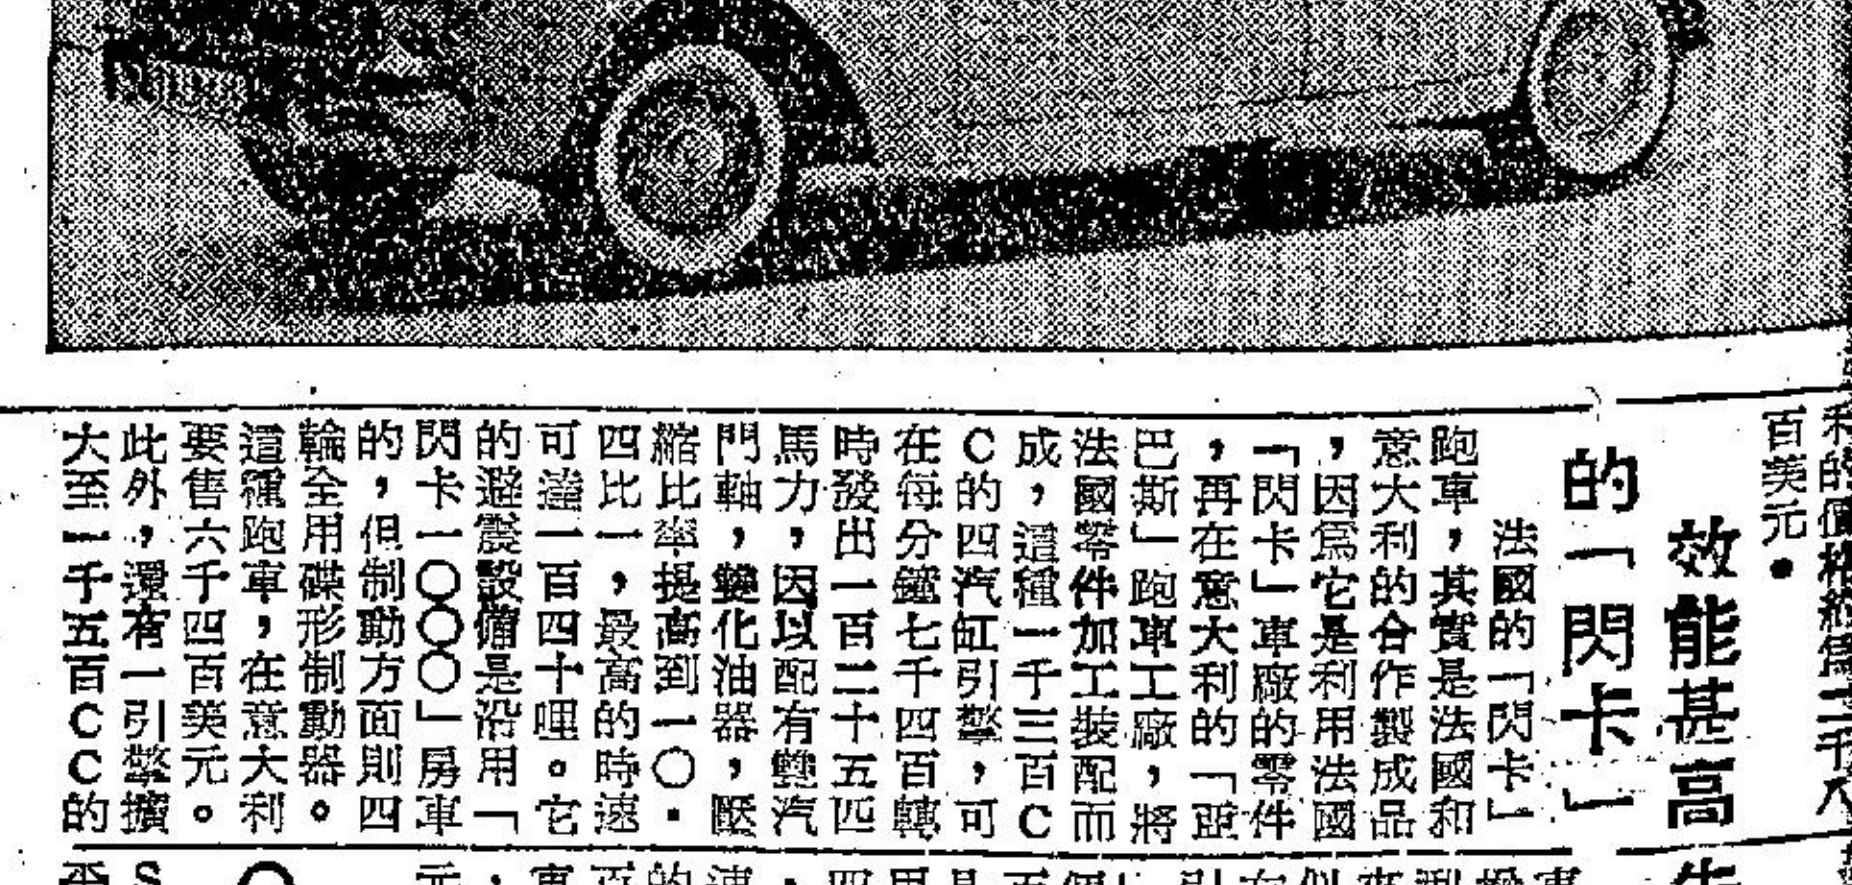 百美元。
效能甚高
的「閃卡」
法國的「閃卡」
跑車，其實是法國和
意大利的合作製成品
，因爲它是利用法國
「閃卡」車廠的零件
，再在意大利的「亞
巴斯」跑車工廠，將
法國零件加工裝配而
成，這種一千三百C
C的四汽缸引擎，可
在每分鐘七千四百轉
時發出一百二十五匹
馬力，因以配有雙汽
門軸，雙化油器，壓
縮比率提高到一〇．
四比一，最高的時速
可達一百四十哩。它
的避震設備是沿用「
閃卡一〇〇〇」房車
的，但制動方面則四
輪全用碟形制動器。
這種跑車，在意大利
要售六千四百美元。
此外，還有一引擎擴
大至一千五百CC的